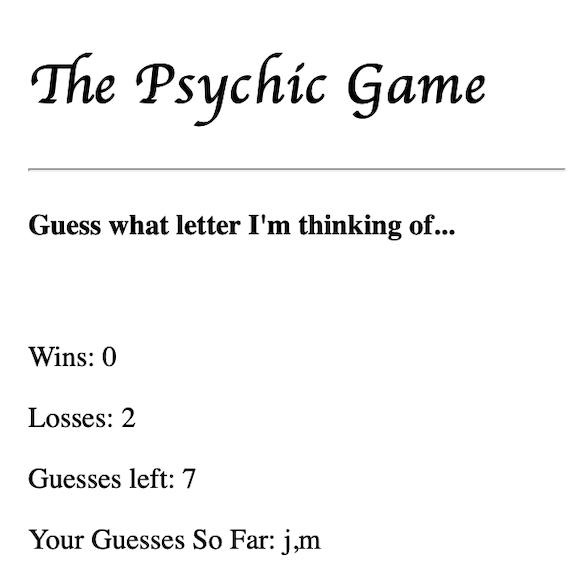 The Psychic Game
Guess what letter I'm thinking of...
Wins: 0
Losses: 2
Guesses left: 7
Your Guesses So Far: j,m